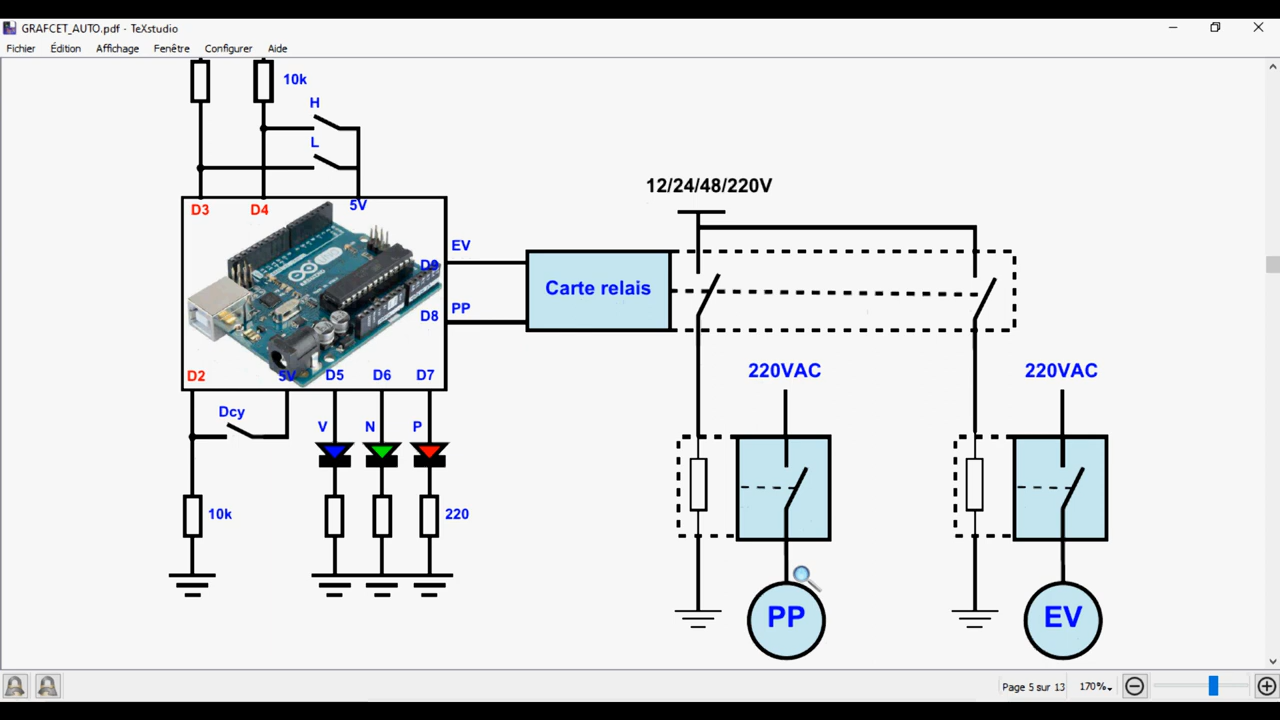 GRAFCET_AUTO.pdf - TeXstudio
Fichier Édition Affichage Fenêtre Configurer Aide
10k
H
L
D3 D4 5V
12/24/48/220V
EV
D9
Carte relais
PP
D8
D2 5V D5 D6 D7
220VAC 220VAC
Dcy
V N P
10k
220
PP
EV
Page 5 sur 13 170%